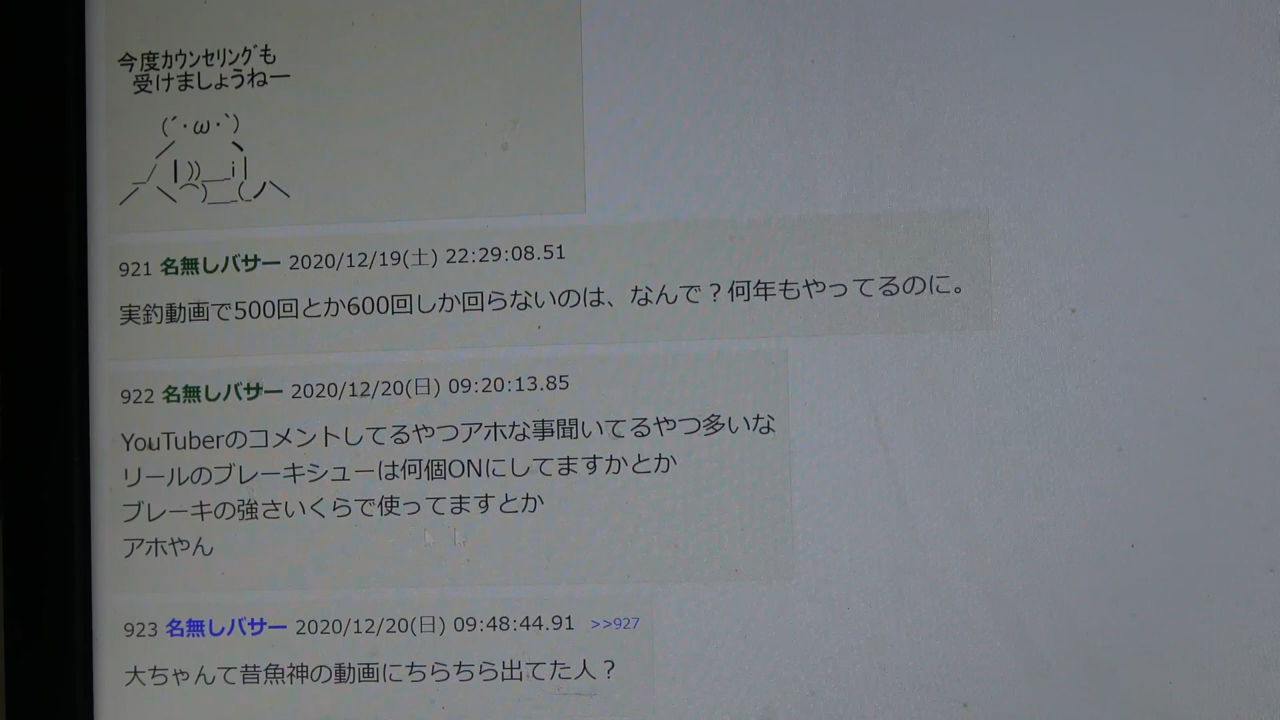 今度ｶｳﾝｾﾘﾝｸﾞも
受けましょうねー
(´･ω･`)
921 名無しバサー 2020/12/19(土) 22:29:08.51
実釣動画で500回とか600回しか回らないのは、なんで？何年もやってるのに。
922 名無しバサー 2020/12/20(日) 09:20:13.85
YouTuberのコメントしてるやつアホな事聞いてるやつ多いな
リールのブレーキシューは何個ONにしてますかとか
ブレーキの強さいくらで使ってますとか
アホやん
923 名無しバサー 2020/12/20(日) 09:48:44.91 >>927
大ちゃんて昔魚神の動画にちらちら出てた人？